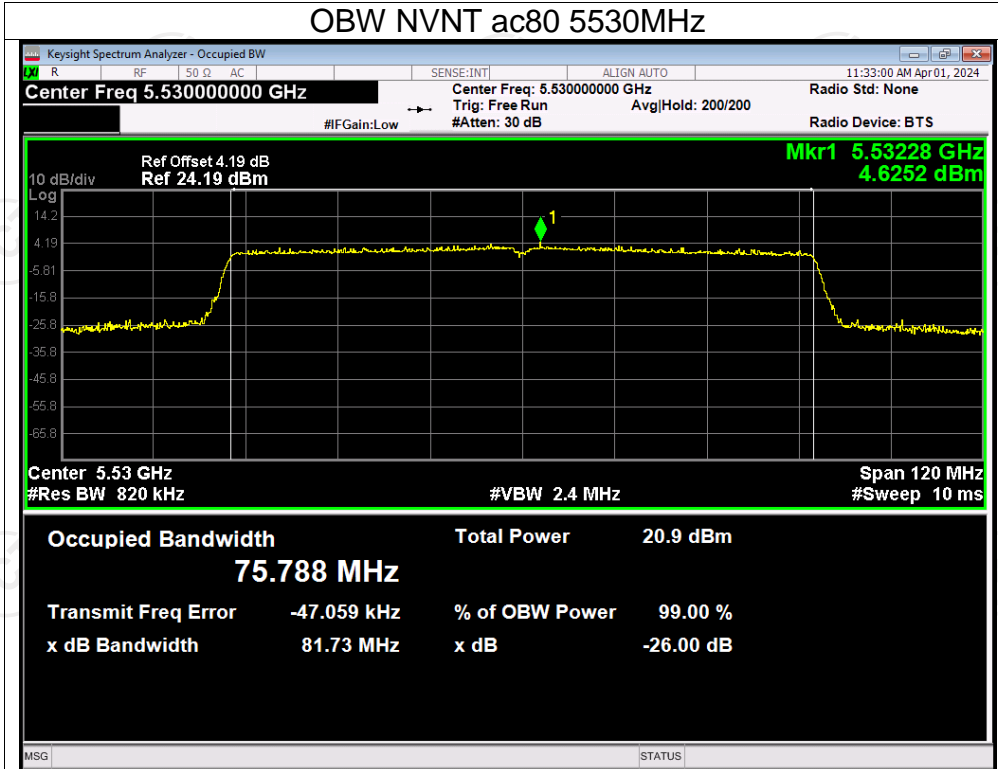 OBW NVNT ac80 5530MHz
Keysight Spectrum Analyzer - Occupied BW
LXI R RF 50 Ω AC SENSE:INT ALIGN AUTO 11:33:00 AM Apr 01, 2024
Center Freq 5.530000000 GHz Center Freq: 5.530000000 GHz Radio Std: None
Trig: Free Run Avg|Hold: 200/200
#IFGain:Low #Atten: 30 dB Radio Device: BTS
Ref Offset 4.19 dB Mkr1 5.53228 GHz
10 dB/div Ref 24.19 dBm 4.6252 dBm
Log
14.2
1
4.19
-5.81
-15.8
-25.8
-35.8
-45.8
-55.8
-65.8
Center 5.53 GHz Span 120 MHz
#Res BW 820 kHz #VBW 2.4 MHz #Sweep 10 ms
Occupied Bandwidth Total Power 20.9 dBm
75.788 MHz
Transmit Freq Error -47.059 kHz % of OBW Power 99.00 %
x dB Bandwidth 81.73 MHz x dB -26.00 dB
MSG STATUS